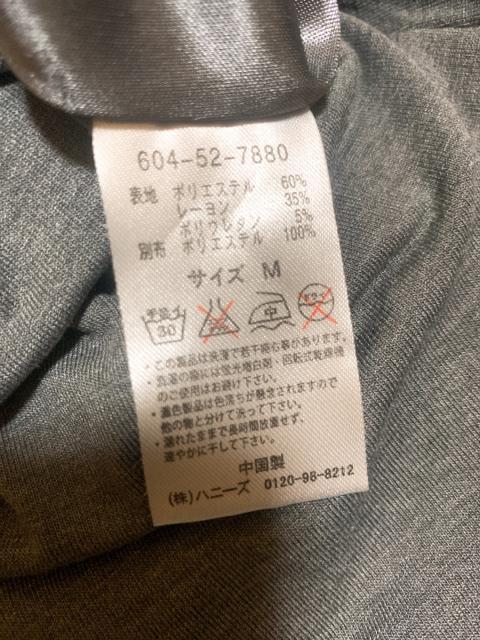 604-52-7880
表地 ポリエステル 60%
レーヨン 35%
ポリウレタン 5%
別布 ポリエステル 100%
サイズ M
手洗イ
30
中
・この製品は洗濯で若干縮む事があります。
・洗濯の際には蛍光増白剤・回転式乾燥機
のご使用はお避け下さい。
・濃色製品は色落ちが懸念されますので
他の物と分けて洗って下さい。
・濡れたままで長時間放置せず、
速やかに干して下さい。
中国製
(株)ハニーズ 0120-98-8212